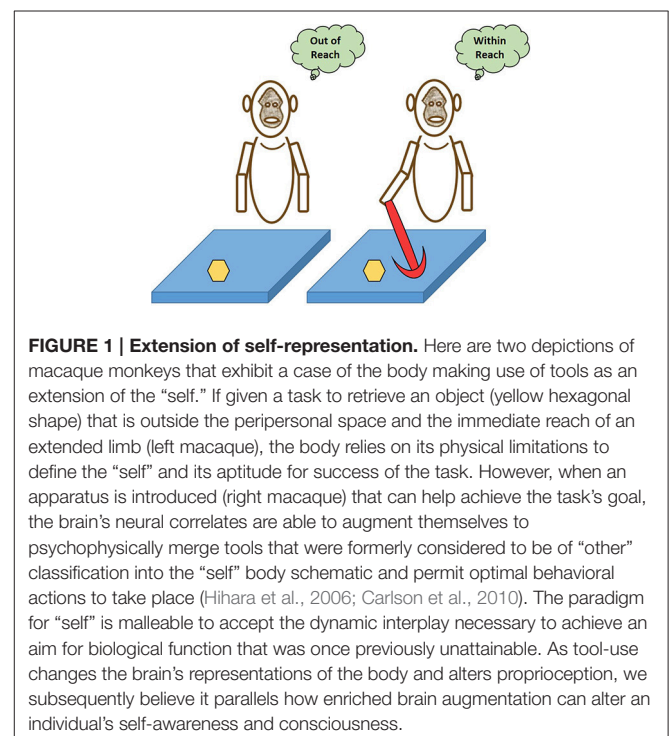 Out of
Reach
Within
Reach
FIGURE 1 | Extension of self-representation. Here are two depictions of
macaque monkeys that exhibit a case of the body making use of tools as an
extension of the “self.” If given a task to retrieve an object (yellow hexagonal
shape) that is outside the peripersonal space and the immediate reach of an
extended limb (left macaque), the body relies on its physical limitations to
define the “self” and its aptitude for success of the task. However, when an
apparatus is introduced (right macaque) that can help achieve the task’s goal,
the brain’s neural correlates are able to augment themselves to
psychophysically merge tools that were formerly considered to be of “other”
classification into the “self” body schematic and permit optimal behavioral
actions to take place (Hihara et al., 2006; Carlson et al., 2010). The paradigm
for “self” is malleable to accept the dynamic interplay necessary to achieve an
aim for biological function that was once previously unattainable. As tool-use
changes the brain’s representations of the body and alters proprioception, we
subsequently believe it parallels how enriched brain augmentation can alter an
individual’s self-awareness and consciousness.